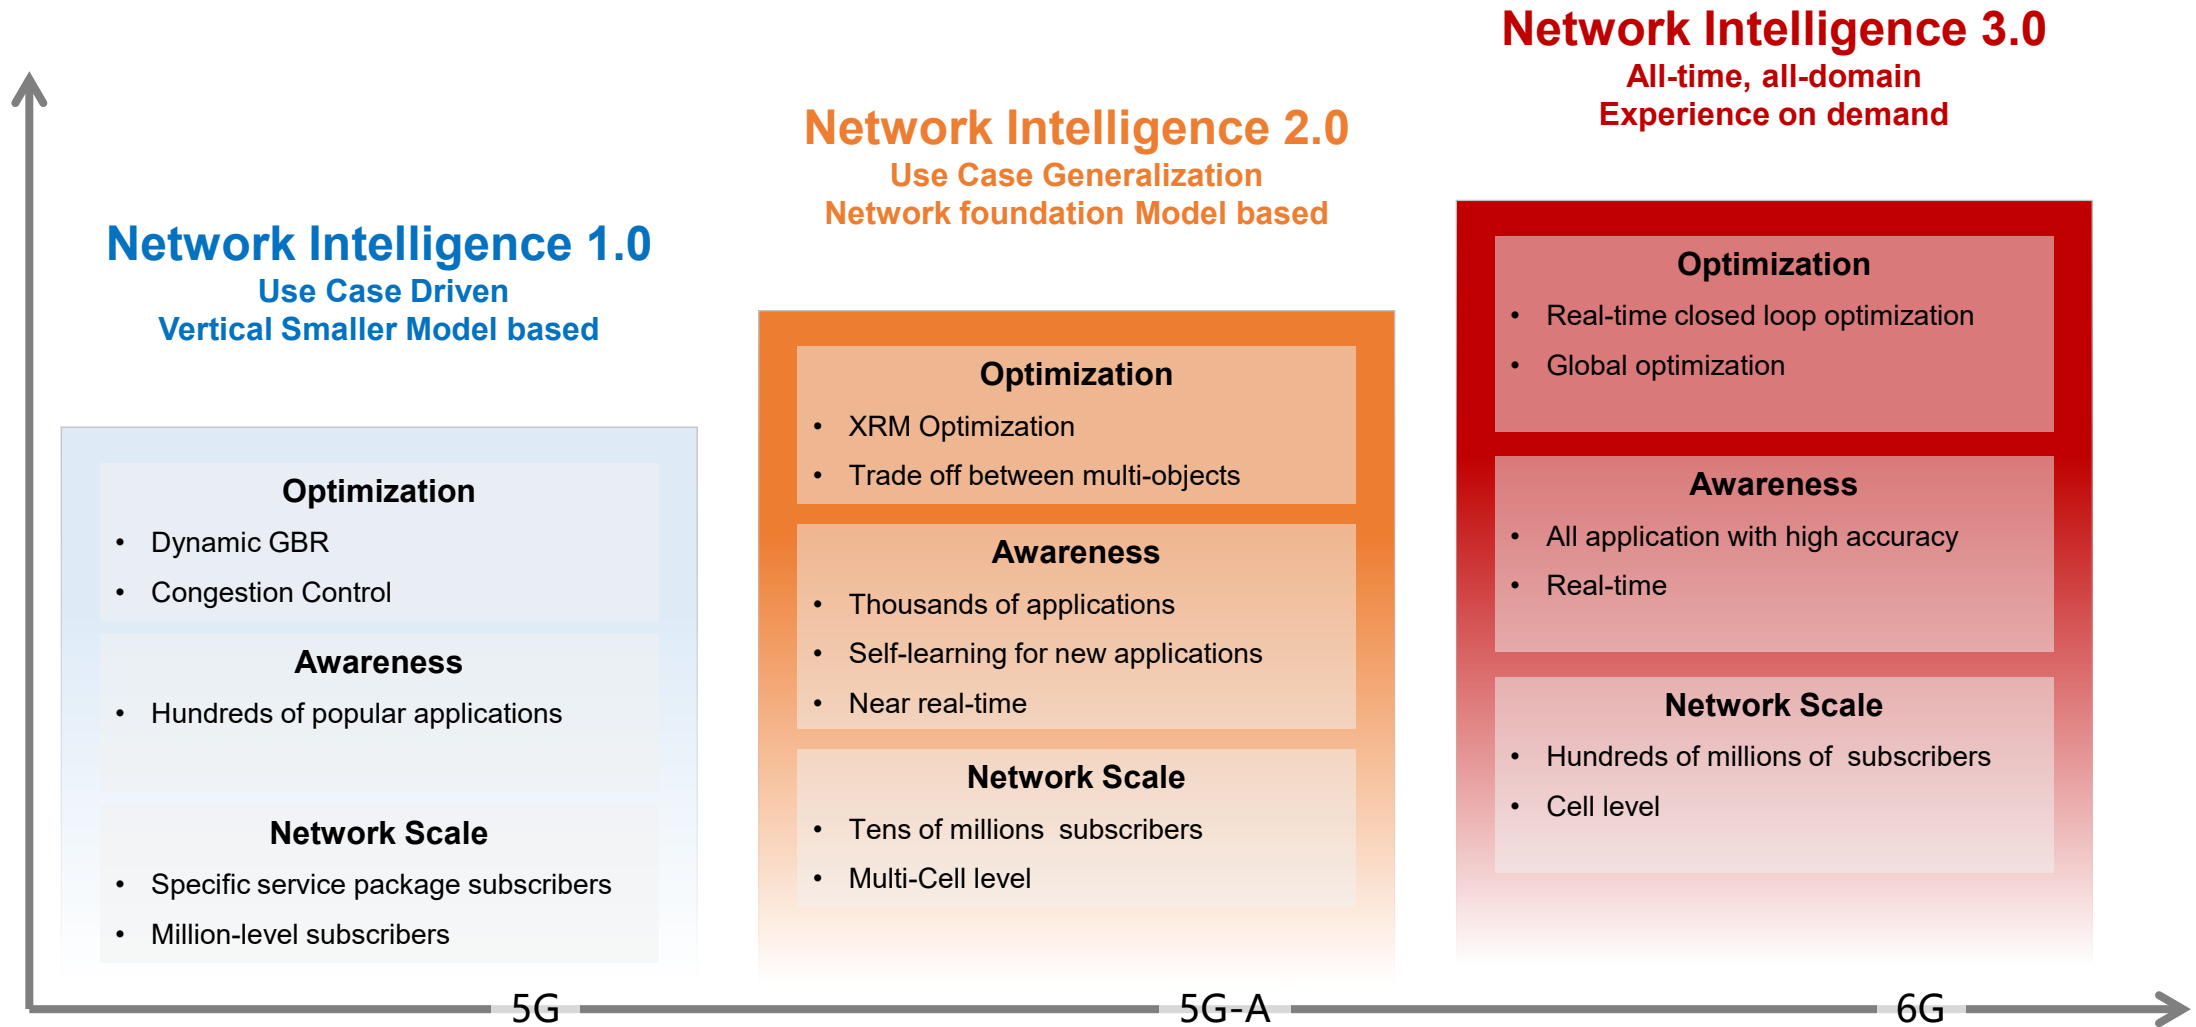 Network Intelligence 1.0
Use Case Driven
Vertical Smaller Model based
Optimization
• Dynamic GBR
• Congestion Control
Awareness
• Hundreds of popular applications
Network Scale
• Specific service package subscribers
• Million-level subscribers
Network Intelligence 2.0
Use Case Generalization
Network foundation Model based
Optimization
• XRM Optimization
• Trade off between multi-objects
Awareness
• Thousands of applications
• Self-learning for new applications
• Near real-time
Network Scale
• Tens of millions  subscribers
• Multi-Cell level
Network Intelligence 3.0
All-time, all-domain
Experience on demand
Optimization
• Real-time closed loop optimization
• Global optimization
Awareness
• All application with high accuracy
• Real-time
Network Scale
• Hundreds of millions of  subscribers
• Cell level
5G
5G-A
6G